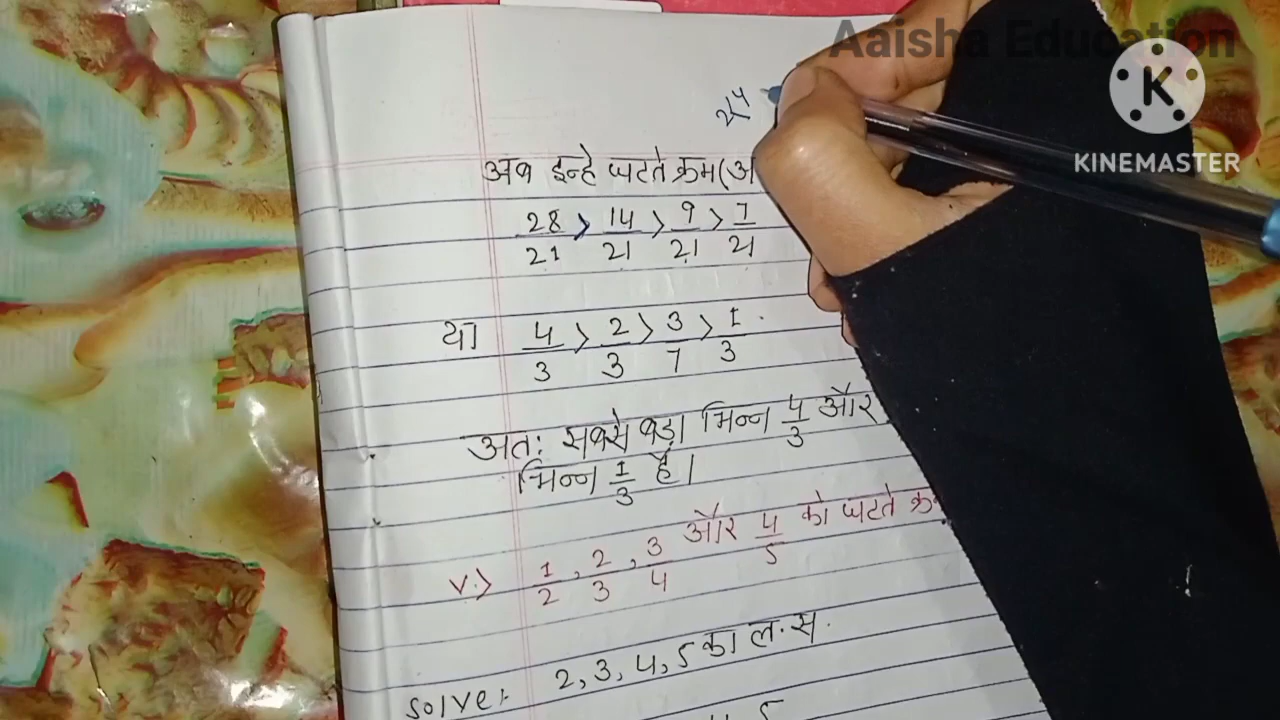 Aaisha Education
KINEMASTER
अब इन्हे घटते क्रम(
28/21 > 14/21 > 9/21 > 7/21
या 4/3 > 2/3 > 3/7 > 1/3
अत: सबसे बड़ा भिन्न 4/3 और
भिन्न 1/3 है।
v.> 1/2, 2/3, 3/4 और 4/5 को घटते
solve:- 2, 3, 4, 5 का ल.स.